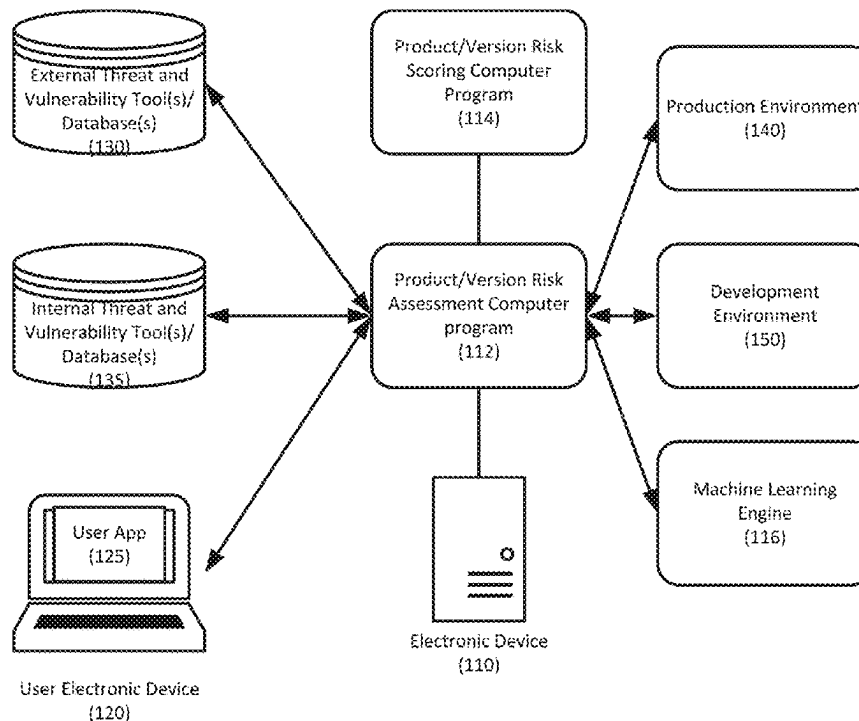 External Threat and
Vulnerability Tool(s)/
Database(s)
(130)
Product/Version Risk
Scoring Computer
Program
(114)
Production Environment
(140)
Internal Threat and
Vulnerability Tool(s)/
Database(s)
(135)
Product/Version Risk
Assessment Computer
program
(112)
Development
Environment
(150)
User App
(125)
User Electronic Device
(120)
Electronic Device
(110)
Machine Learning
Engine
(116)